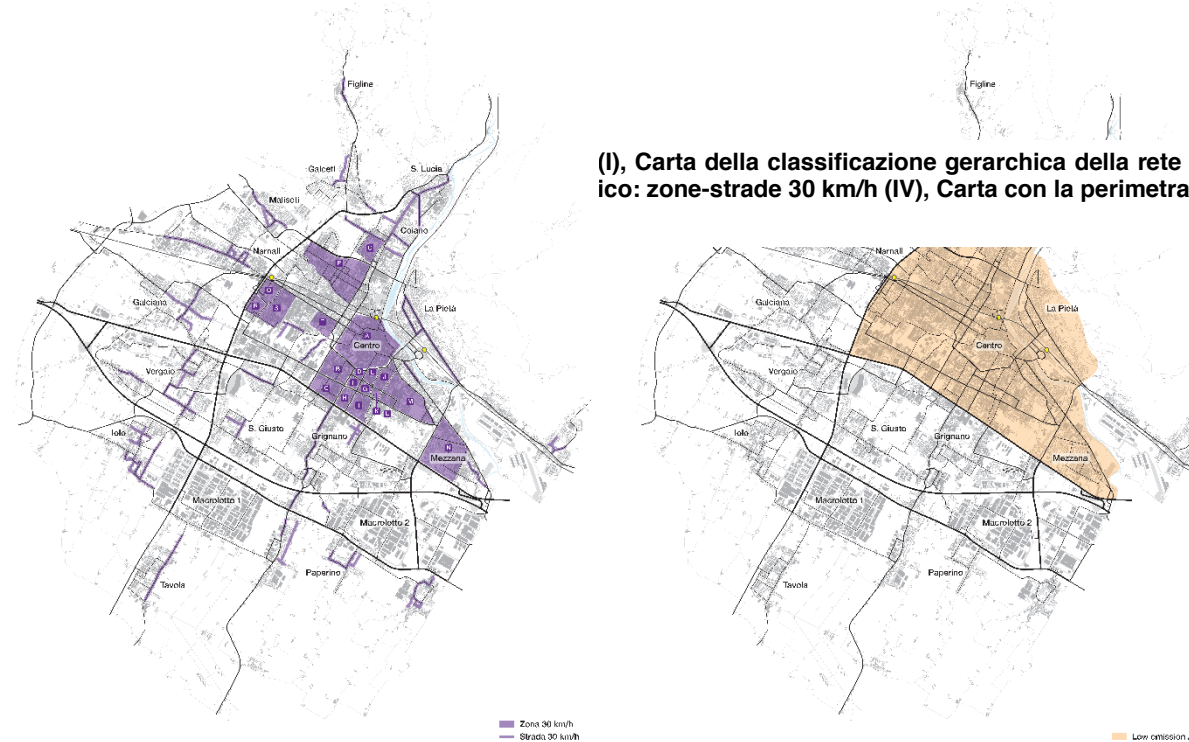 Figline
Galceti
S. Lucia
Maliseti
Coiano
Narnali
Galciana
La Pietà
Centro
Vergaio
S. Giusto
Iolo
Grignano
Mezzana
Macrolotto 1
Macrolotto 2
Paperino
Tavola
Zona 30 km/h
Strada 30 km/h
Figline
(I), Carta della classificazione gerarchica della rete
ico: zone-strade 30 km/h (IV), Carta con la perimetra
Narnali
Galciana
La Pietà
Centro
Vergaio
S. Giusto
Iolo
Grignano
Mezzana
Macrolotto 1
Macrolotto 2
Paperino
Tavola
Low emission